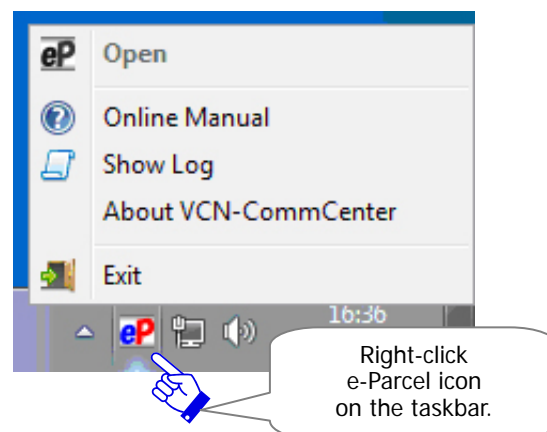 eP Open
Online Manual
Show Log
About VCN-CommCenter
Exit
eP 16:36
Right-click
e-Parcel icon
on the taskbar.